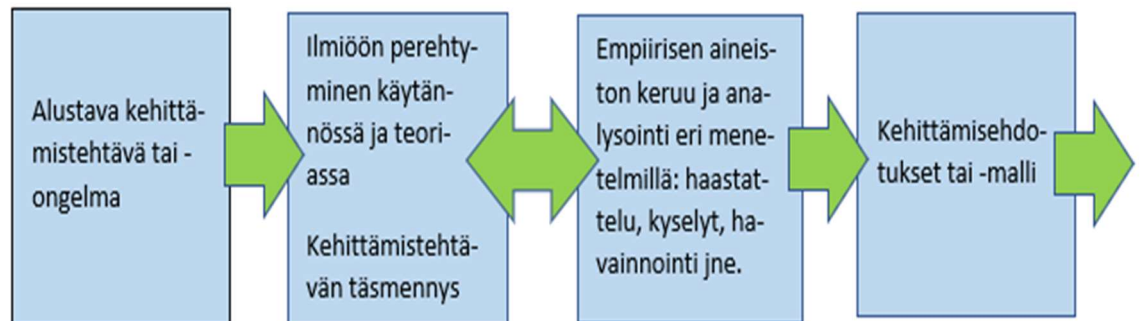 Alustava kehittä-
mistehtävä tai -
ongelma
Ilmiöön perehty-
minen käytän-
nössä ja teori-
assa
Kehittämistehtä-
vän täsmennys
Empiirisen aineis-
ton keruu ja ana-
lysointi eri mene-
telmillä: haastat-
telu, kyselyt, ha-
vainnointi jne.
Kehittämisehdo-
tukset tai -malli